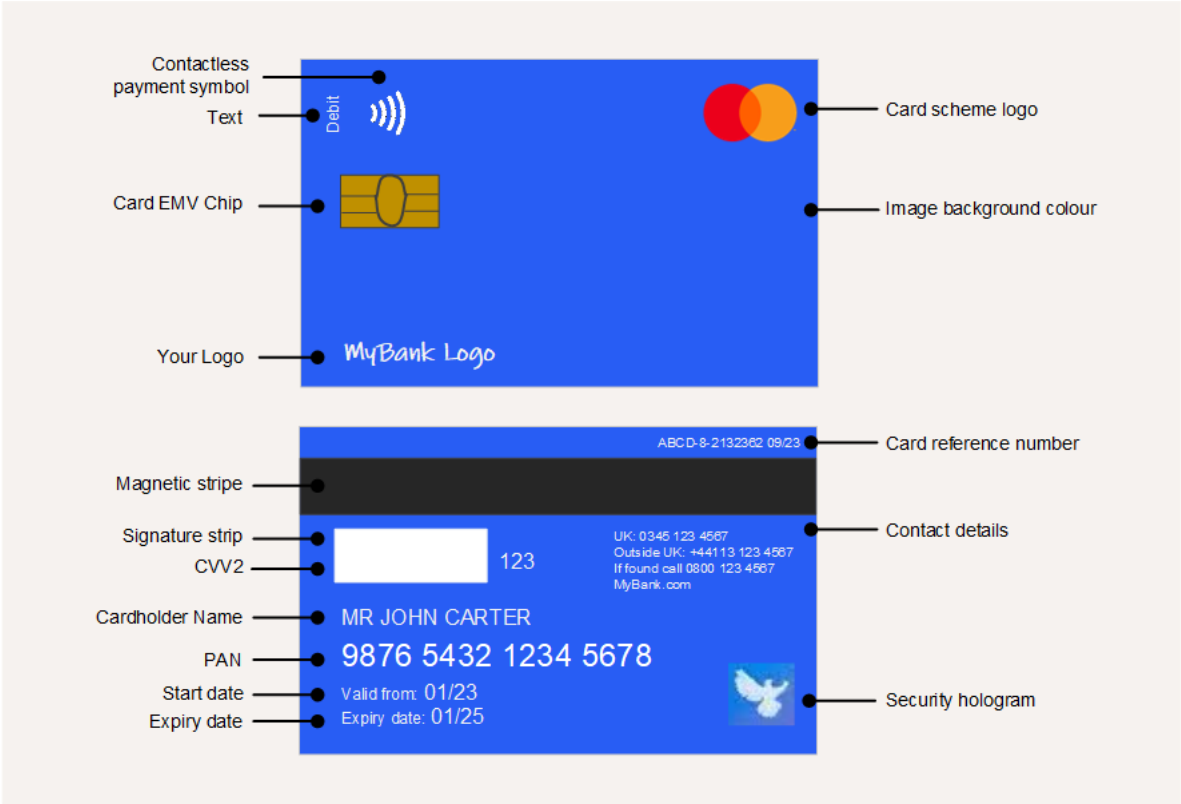 Contactless
payment symbol
Text
Debit
Card scheme logo
Card EMV Chip
Image background colour
Your Logo
MyBank Logo
ABCD-8-2132362 09/23
Card reference number
Magnetic stripe
Signature strip
CVV2
123
UK: 0345 123 4567
Outside UK: +44113 123 4567
If found call 0800 123 4567
MyBank.com
Contact details
Cardholder Name
MR JOHN CARTER
PAN
9876 5432 1234 5678
Start date
Valid from: 01/23
Expiry date
Expiry date: 01/25
Security hologram